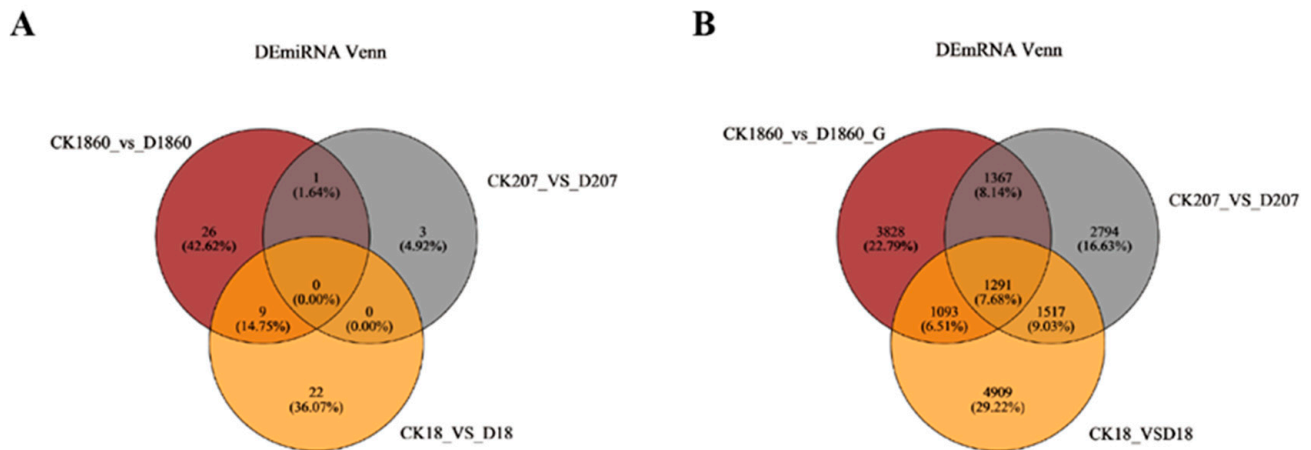 A
DEmiRNA Venn
CK1860_vs_D1860
CK207_VS_D207
1
(1.64%)
26
(42.62%)
3
(4.92%)
0
(0.00%)
9
(14.75%)
0
(0.00%)
22
(36.07%)
CK18_VS_D18
B
DEmRNA Venn
CK1860_vs_D1860_G
CK207_VS_D207
1367
(8.14%)
3828
(22.79%)
2794
(16.63%)
1291
(7.68%)
1093
(6.51%)
1517
(9.03%)
4909
(29.22%)
CK18_VSD18